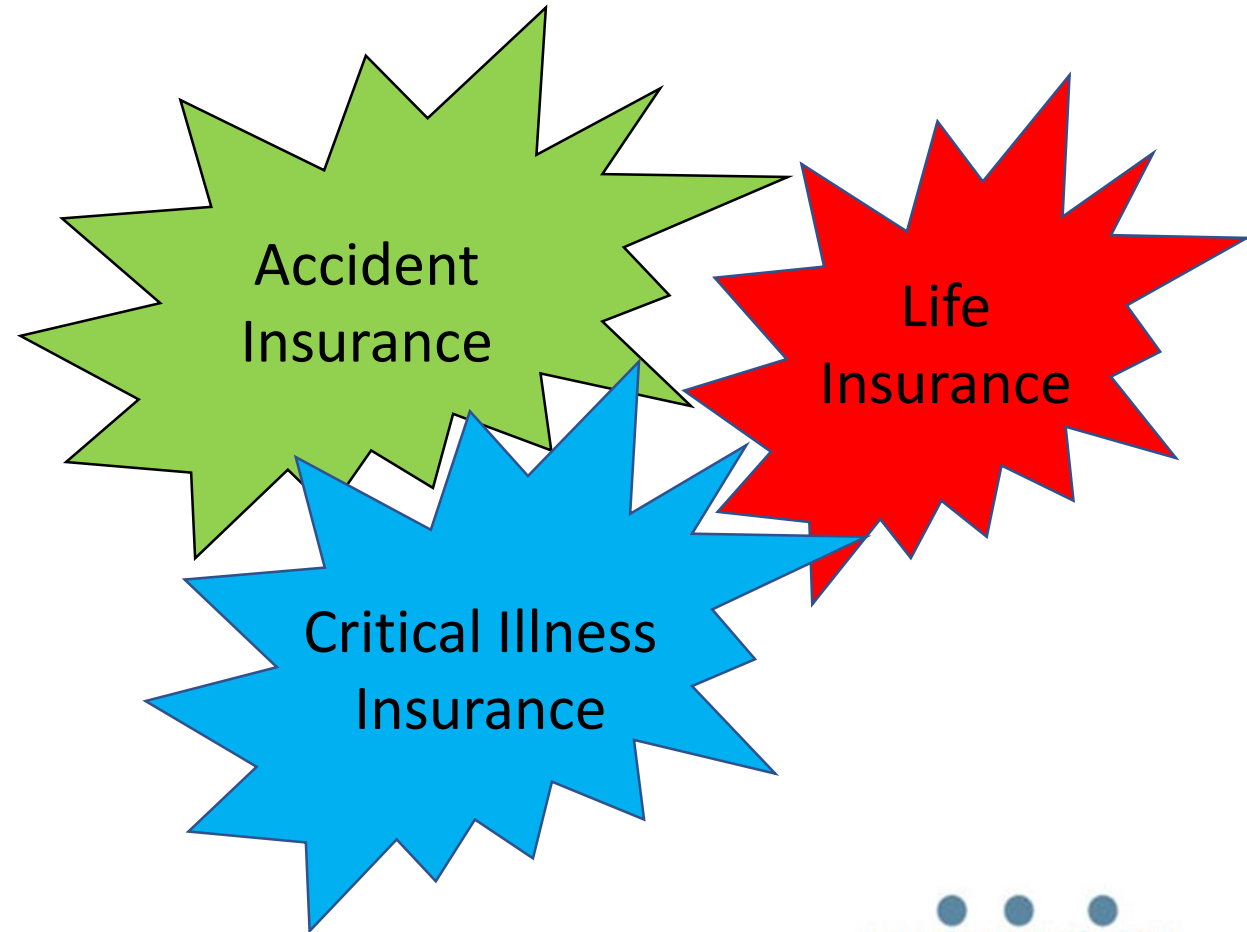 Accident
Insurance
Life
Insurance
Critical Illness
Insurance